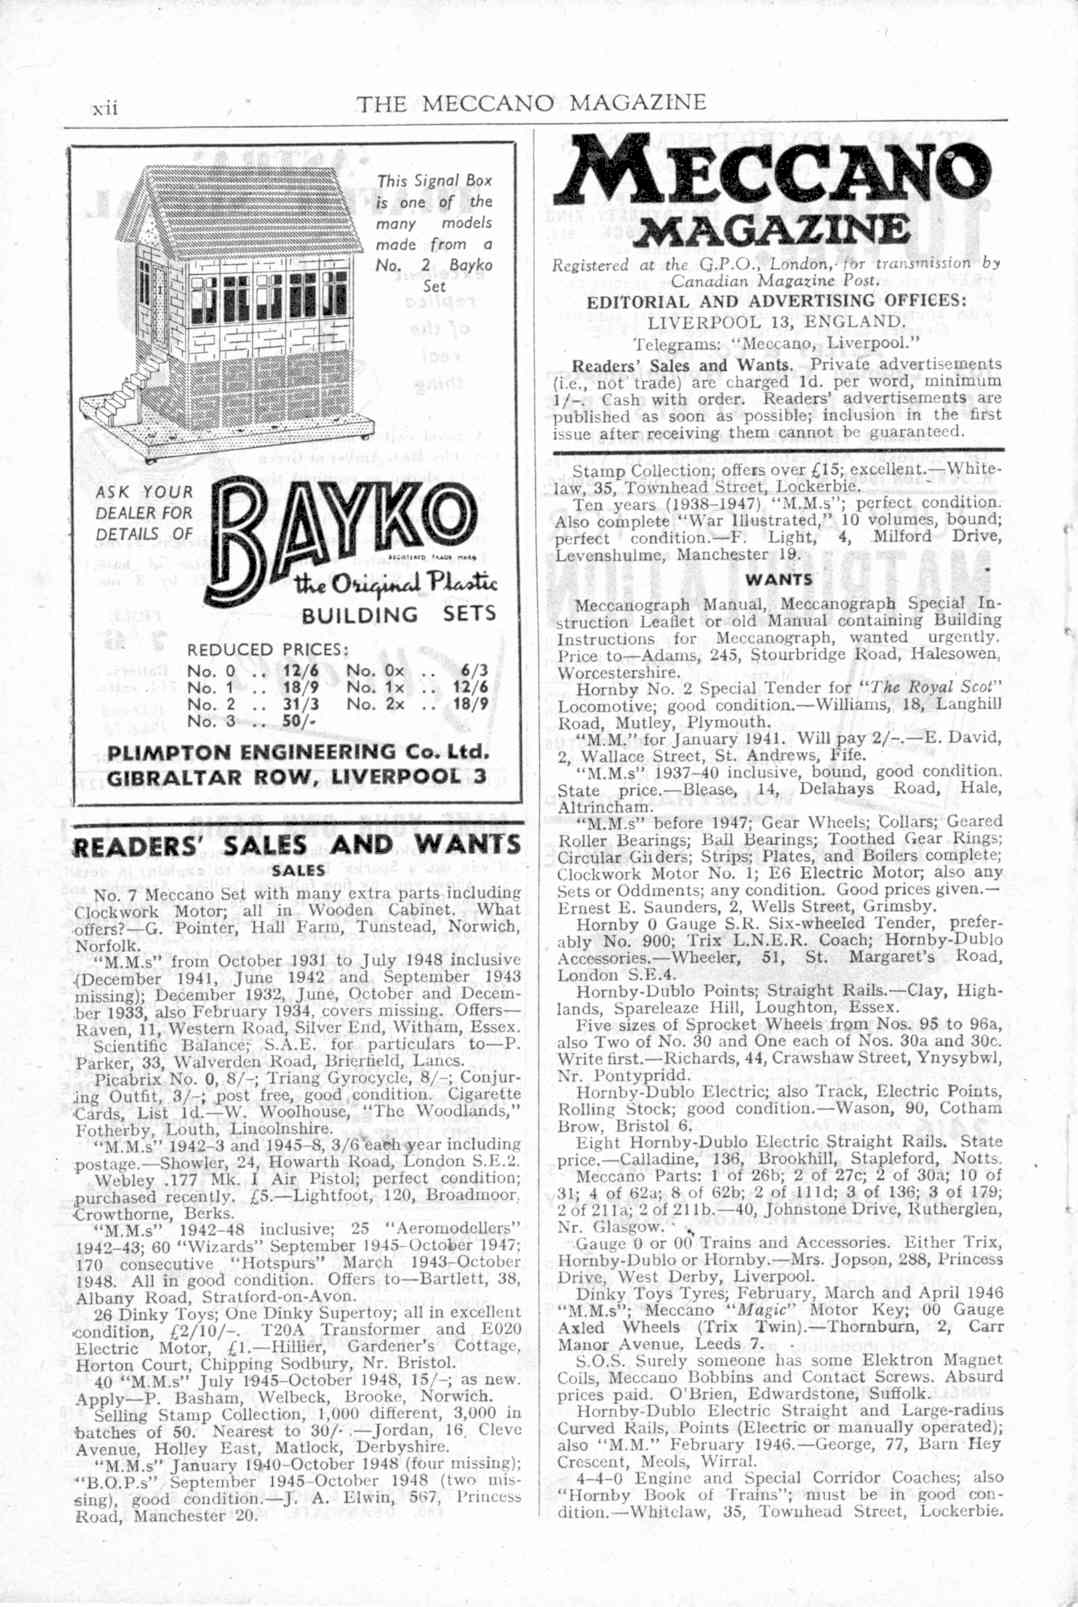 xii
THE MECCANO MAGAZINE
This Signal Box
is one of the
many models
made from a
No. 2 Bayko
Set
ASK YOUR
DEALER FOR
DETAILS OF
BAYKO
REGISTERED TRADE MARK
the Original Plastic
BUILDING SETS
REDUCED PRICES:
No. 0 .. 12/6 No. 0x .. 6/3
No. 1 .. 18/9 No. 1x .. 12/6
No. 2 .. 31/3 No. 2x .. 18/9
No. 3 .. 50/-
PLIMPTON ENGINEERING Co. Ltd.
GIBRALTAR ROW, LIVERPOOL 3
READERS' SALES AND WANTS
SALES
No. 7 Meccano Set with many extra parts including
Clockwork Motor; all in Wooden Cabinet. What
offers?—G. Pointer, Hall Farm, Tunstead, Norwich,
Norfolk.
"M.M.s" from October 1931 to July 1948 inclusive
(December 1941, June 1942 and September 1943
missing); December 1932, June, October and Decem-
ber 1933, also February 1934, covers missing. Offers—
Raven, 11, Western Road, Silver End, Witham, Essex.
Scientific Balance; S.A.E. for particulars to—P.
Parker, 33, Walverden Road, Brierfield, Lancs.
Picabrix No. 0, 8/-; Triang Gyrocycle, 8/-; Conjur-
ing Outfit, 3/-; post free, good condition. Cigarette
Cards, List 1d.—W. Woolhouse, "The Woodlands,"
Fotherby, Louth, Lincolnshire.
"M.M.s" 1942-3 and 1945-8, 3/6 each year including
postage.—Showler, 24, Howarth Road, London S.E.2.
Webley .177 Mk. I Air Pistol; perfect condition;
purchased recently. £5.—Lightfoot, 120, Broadmoor,
Crowthorne, Berks.
"M.M.s" 1942-48 inclusive; 25 "Aeromodellers"
1942-43; 60 "Wizards" September 1945-October 1947;
170 consecutive "Hotspurs" March 1943-October
1948. All in good condition. Offers to—Bartlett, 38,
Albany Road, Stratford-on-Avon.
26 Dinky Toys; One Dinky Supertoy; all in excellent
condition, £2/10/-. T20A Transformer and E020
Electric Motor, £1.—Hillier, Gardener's Cottage,
Horton Court, Chipping Sodbury, Nr. Bristol.
40 "M.M.s" July 1945-October 1948, 15/-; as new.
Apply—P. Basham, Welbeck, Brooke, Norwich.
Selling Stamp Collection, 1,000 different, 3,000 in
batches of 50. Nearest to 30/-.—Jordan, 16, Cleve
Avenue, Holley East, Matlock, Derbyshire.
"M.M.s" January 1940-October 1948 (four missing);
"B.O.P.s" September 1945-October 1948 (two mis-
sing), good condition.—J. A. Elwin, 567, Princess
Road, Manchester 20.
MECCANO
MAGAZINE
Registered at the G.P.O., London, for transmission by
Canadian Magazine Post.
EDITORIAL AND ADVERTISING OFFICES:
LIVERPOOL 13, ENGLAND.
Telegrams: "Meccano, Liverpool."
Readers' Sales and Wants. Private advertisements
(i.e., not trade) are charged 1d. per word, minimum
1/-. Cash with order. Readers' advertisements are
published as soon as possible; inclusion in the first
issue after receiving them cannot be guaranteed.
Stamp Collection; offers over £15; excellent.—White-
law, 35, Townhead Street, Lockerbie.
Ten years (1938-1947) "M.M.s"; perfect condition.
Also complete "War Illustrated," 10 volumes, bound;
perfect condition.—F. Light, 4, Milford Drive,
Levenshulme, Manchester 19.
WANTS
Meccanograph Manual, Meccanograph Special In-
struction Leaflet or old Manual containing Building
Instructions for Meccanograph, wanted urgently.
Price to—Adams, 245, Stourbridge Road, Halesowen,
Worcestershire.
Hornby No. 2 Special Tender for "The Royal Scot"
Locomotive; good condition.—Williams, 18, Langhill
Road, Mutley, Plymouth.
"M.M." for January 1941. Will pay 2/-.—E. David,
2, Wallace Street, St. Andrews, Fife.
"M.M.s" 1937-40 inclusive, bound, good condition.
State price.—Blease, 14, Delahays Road, Hale,
Altrincham.
"M.M.s" before 1947; Gear Wheels; Collars; Geared
Roller Bearings; Ball Bearings; Toothed Gear Rings;
Circular Girders; Strips; Plates, and Boilers complete;
Clockwork Motor No. 1; E6 Electric Motor; also any
Sets or Oddments; any condition. Good prices given.—
Ernest E. Saunders, 2, Wells Street, Grimsby.
Hornby 0 Gauge S.R. Six-wheeled Tender, prefer-
ably No. 900; Trix L.N.E.R. Coach; Hornby-Dublo
Accessories.—Wheeler, 51, St. Margaret's Road,
London S.E.4.
Hornby-Dublo Points; Straight Rails.—Clay, High-
lands, Spareleaze Hill, Loughton, Essex.
Five sizes of Sprocket Wheels from Nos. 95 to 96a,
also Two of No. 30 and One each of Nos. 30a and 30c.
Write first.—Richards, 44, Crawshaw Street, Ynysybwl,
Nr. Pontypridd.
Hornby-Dublo Electric; also Track, Electric Points,
Rolling Stock; good condition.—Wason, 90, Cotham
Brow, Bristol 6.
Eight Hornby-Dublo Electric Straight Rails. State
price.—Calladine, 136, Brookhill, Stapleford, Notts.
Meccano Parts: 1 of 26b; 2 of 27c; 2 of 30a; 10 of
31; 4 of 62a; 8 of 62b; 2 of 111d; 3 of 136; 3 of 179;
2 of 211a; 2 of 211b.—40, Johnstone Drive, Rutherglen,
Nr. Glasgow.
Gauge 0 or 00 Trains and Accessories. Either Trix,
Hornby-Dublo or Hornby.—Mrs. Jopson, 288, Princess
Drive, West Derby, Liverpool.
Dinky Toys Tyres; February, March and April 1946
"M.M.s"; Meccano "Magic" Motor Key; 00 Gauge
Axled Wheels (Trix Twin).—Thornburn, 2, Carr
Manor Avenue, Leeds 7.
S.O.S. Surely someone has some Elektron Magnet
Coils, Meccano Bobbins and Contact Screws. Absurd
prices paid. O'Brien, Edwardstone, Suffolk.
Hornby-Dublo Electric Straight and Large-radius
Curved Rails, Points (Electric or manually operated);
also "M.M." February 1946.—George, 77, Barn Hey
Crescent, Meols, Wirral.
4-4-0 Engine and Special Corridor Coaches; also
"Hornby Book of Trains"; must be in good con-
dition.—Whitelaw, 35, Townhead Street, Lockerbie.